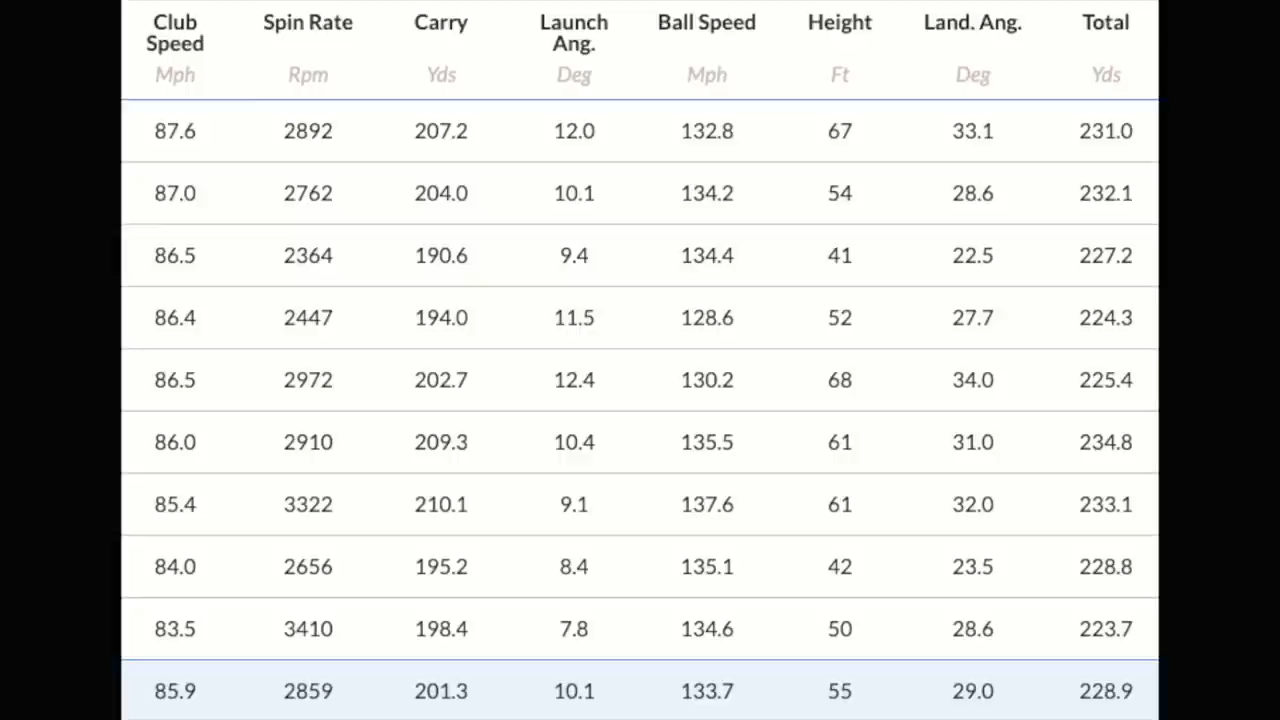 Club Speed Spin Rate Carry Launch Ang. Ball Speed Height Land. Ang. Total
Mph Rpm Yds Deg Mph Ft Deg Yds
87.6 2892 207.2 12.0 132.8 67 33.1 231.0
87.0 2762 204.0 10.1 134.2 54 28.6 232.1
86.5 2364 190.6 9.4 134.4 41 22.5 227.2
86.4 2447 194.0 11.5 128.6 52 27.7 224.3
86.5 2972 202.7 12.4 130.2 68 34.0 225.4
86.0 2910 209.3 10.4 135.5 61 31.0 234.8
85.4 3322 210.1 9.1 137.6 61 32.0 233.1
84.0 2656 195.2 8.4 135.1 42 23.5 228.8
83.5 3410 198.4 7.8 134.6 50 28.6 223.7
85.9 2859 201.3 10.1 133.7 55 29.0 228.9